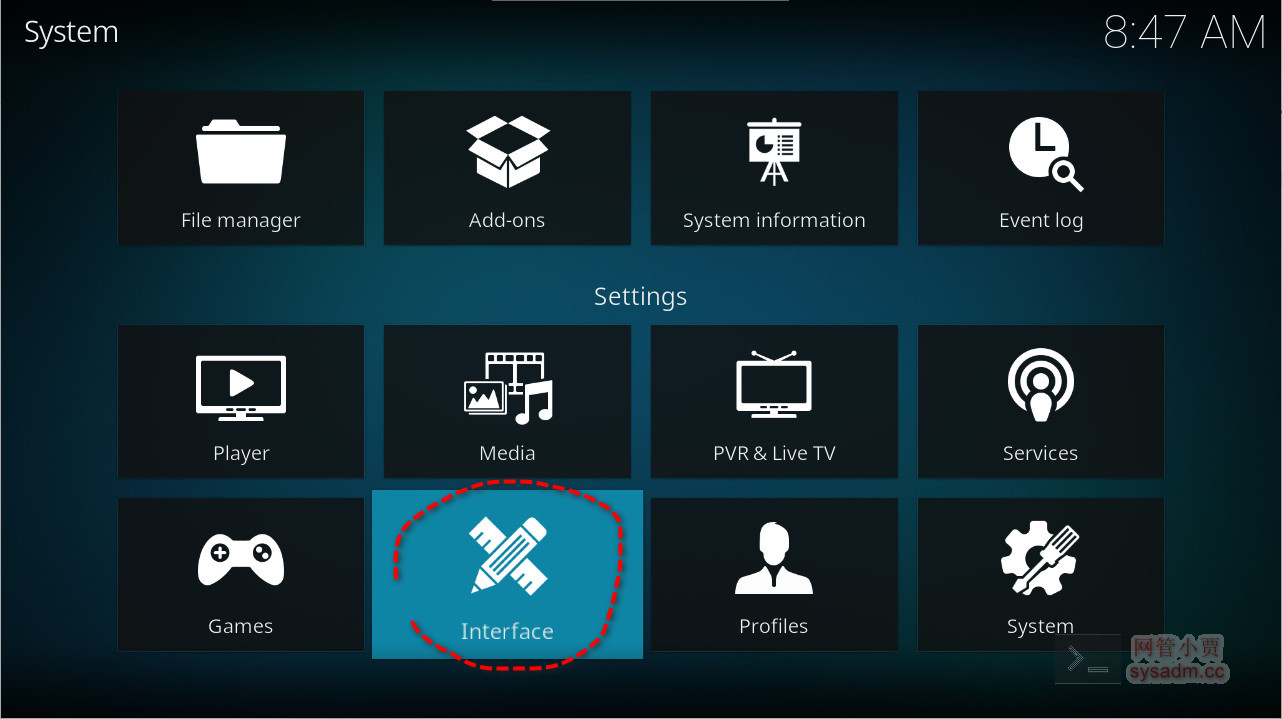 System
8:47 AM
File manager
Add-ons
System information
Event log
Settings
Player
Media
PVR & Live TV
Services
Games
Interface
Profiles
System
网管小贾
sysadm.cc